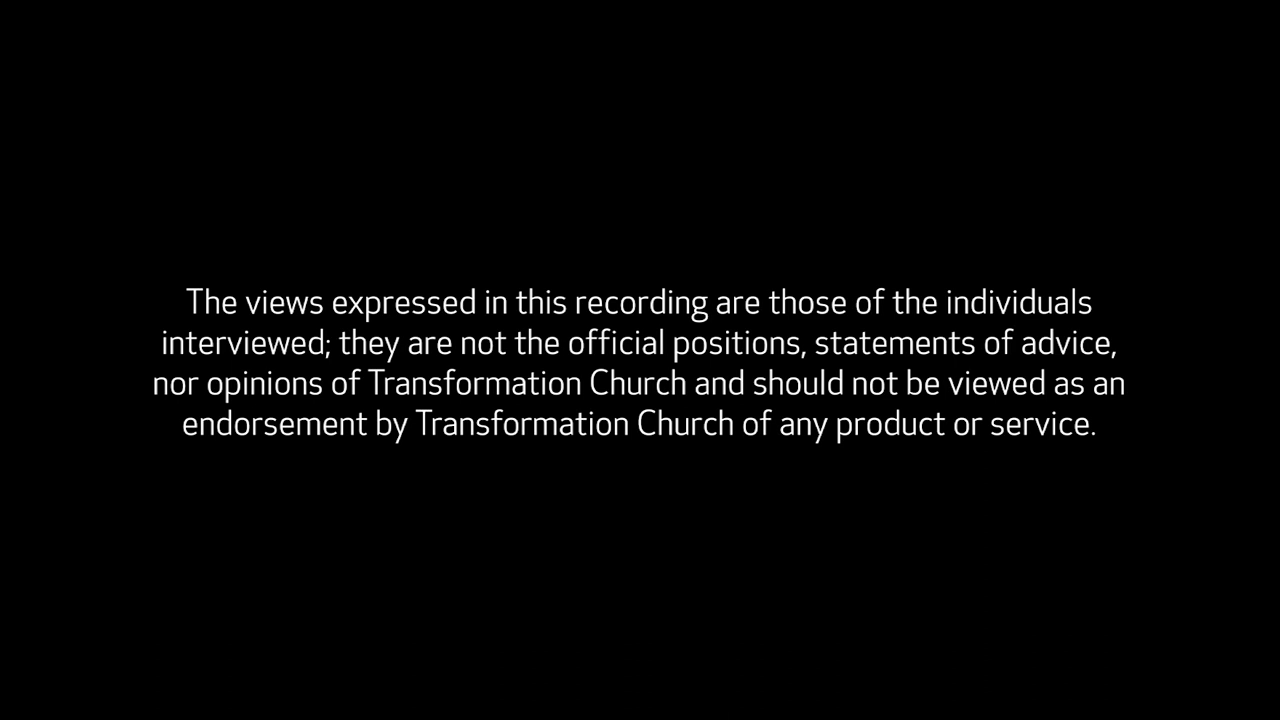 The views expressed in this recording are those of the individuals
interviewed; they are not the official positions, statements of advice,
nor opinions of Transformation Church and should not be viewed as an
endorsement by Transformation Church of any product or service.